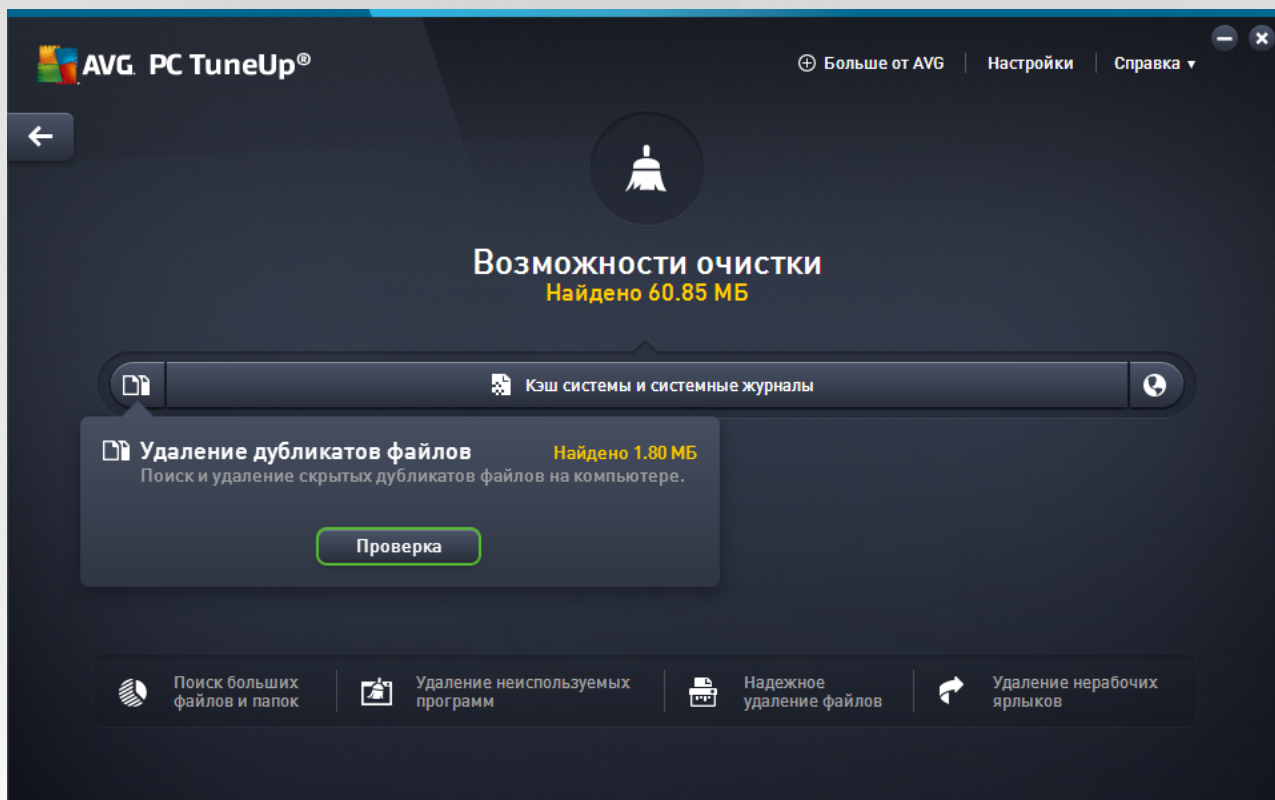 AVG. PC TuneUp®
Больше от AVG
Настройки
Справка
Возможности очистки
Найдено 60.85 МБ
Кэш системы и системные журналы
Удаление дубликатов файлов
Найдено 1.80 МБ
Поиск и удаление скрытых дубликатов файлов на компьютере.
Проверка
Поиск больших
файлов и папок
Удаление неиспользуемых
программ
Надежное
удаление файлов
Удаление нерабочих
ярлыков